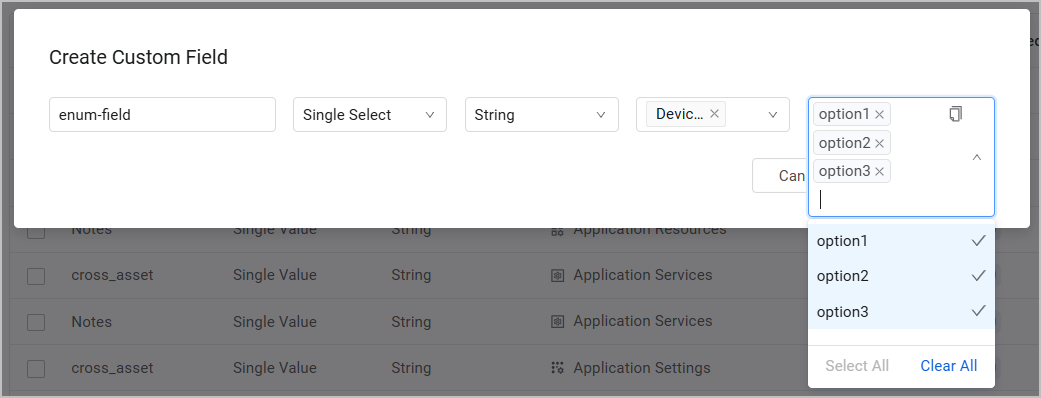 Create Custom Field
enum-field
Single Select
String
Devic...
option1
option2
option3
Can
option1
option2
option3
Select All
Clear All
Notes Single Value String Application Resources
cross_asset Single Value String Application Services
Notes Single Value String Application Services
cross_asset Single Value String Application Settings